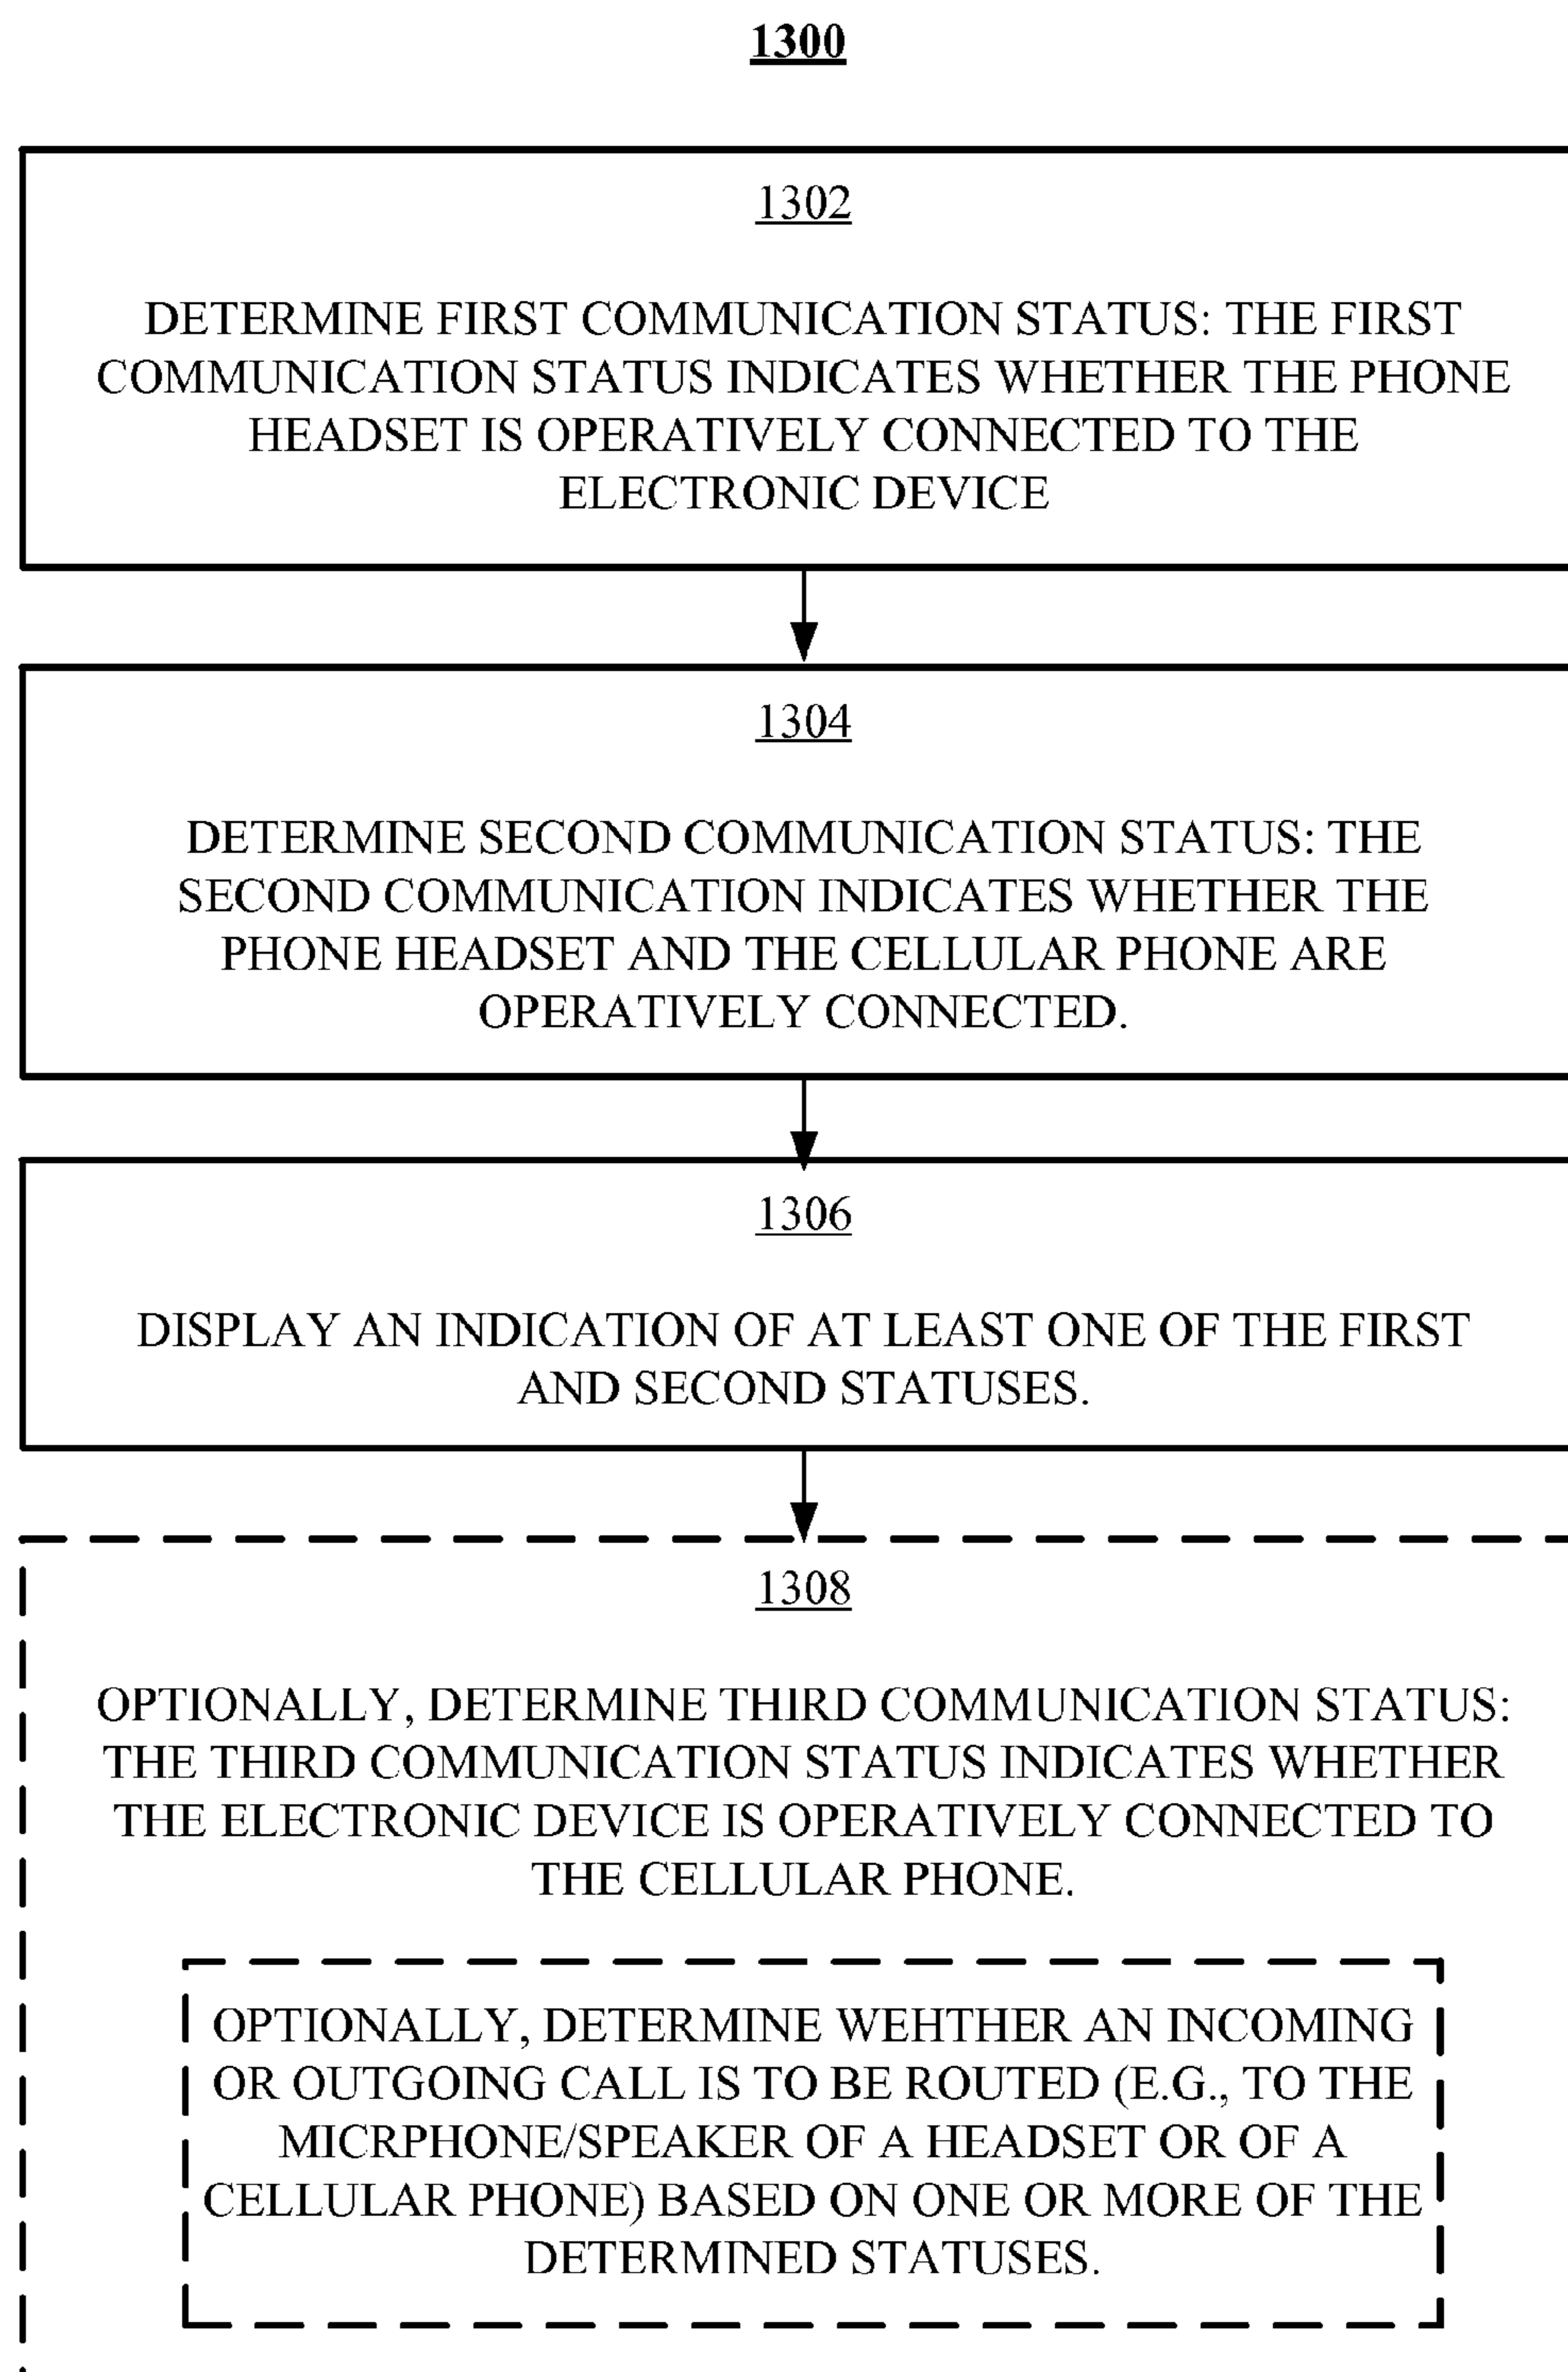 1300
1302
DETERMINE FIRST COMMUNICATION STATUS: THE FIRST
COMMUNICATION STATUS INDICATES WHETHER THE PHONE
HEADSET IS OPERATIVELY CONNECTED TO THE
ELECTRONIC DEVICE
1304
DETERMINE SECOND COMMUNICATION STATUS: THE
SECOND COMMUNICATION INDICATES WHETHER THE
PHONE HEADSET AND THE CELLULAR PHONE ARE
OPERATIVELY CONNECTED.
1306
DISPLAY AN INDICATION OF AT LEAST ONE OF THE FIRST
AND SECOND STATUSES.
1308
OPTIONALLY, DETERMINE THIRD COMMUNICATION STATUS:
THE THIRD COMMUNICATION STATUS INDICATES WHETHER
THE ELECTRONIC DEVICE IS OPERATIVELY CONNECTED TO
THE CELLULAR PHONE.
OPTIONALLY, DETERMINE WEHTHER AN INCOMING
OR OUTGOING CALL IS TO BE ROUTED (E.G., TO THE
MICRPHONE/SPEAKER OF A HEADSET OR OF A
CELLULAR PHONE) BASED ON ONE OR MORE OF THE
DETERMINED STATUSES.